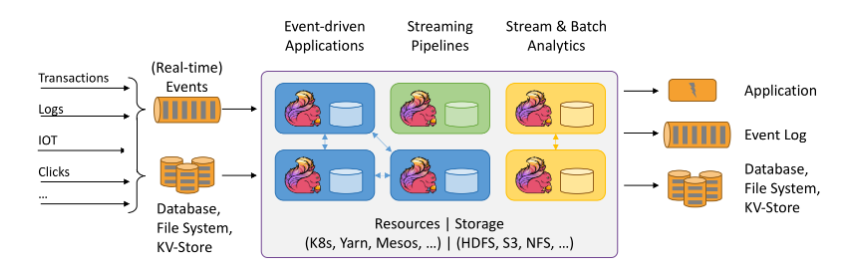 Event-driven
Applications
Streaming
Pipelines
Stream & Batch
Analytics
Transactions
Logs
IOT
Clicks
...
(Real-time)
Events
Database,
File System,
KV-Store
Resources | Storage
(K8s, Yarn, Mesos, ...) | (HDFS, S3, NFS, ...)
Application
Event Log
Database,
File System,
KV-Store